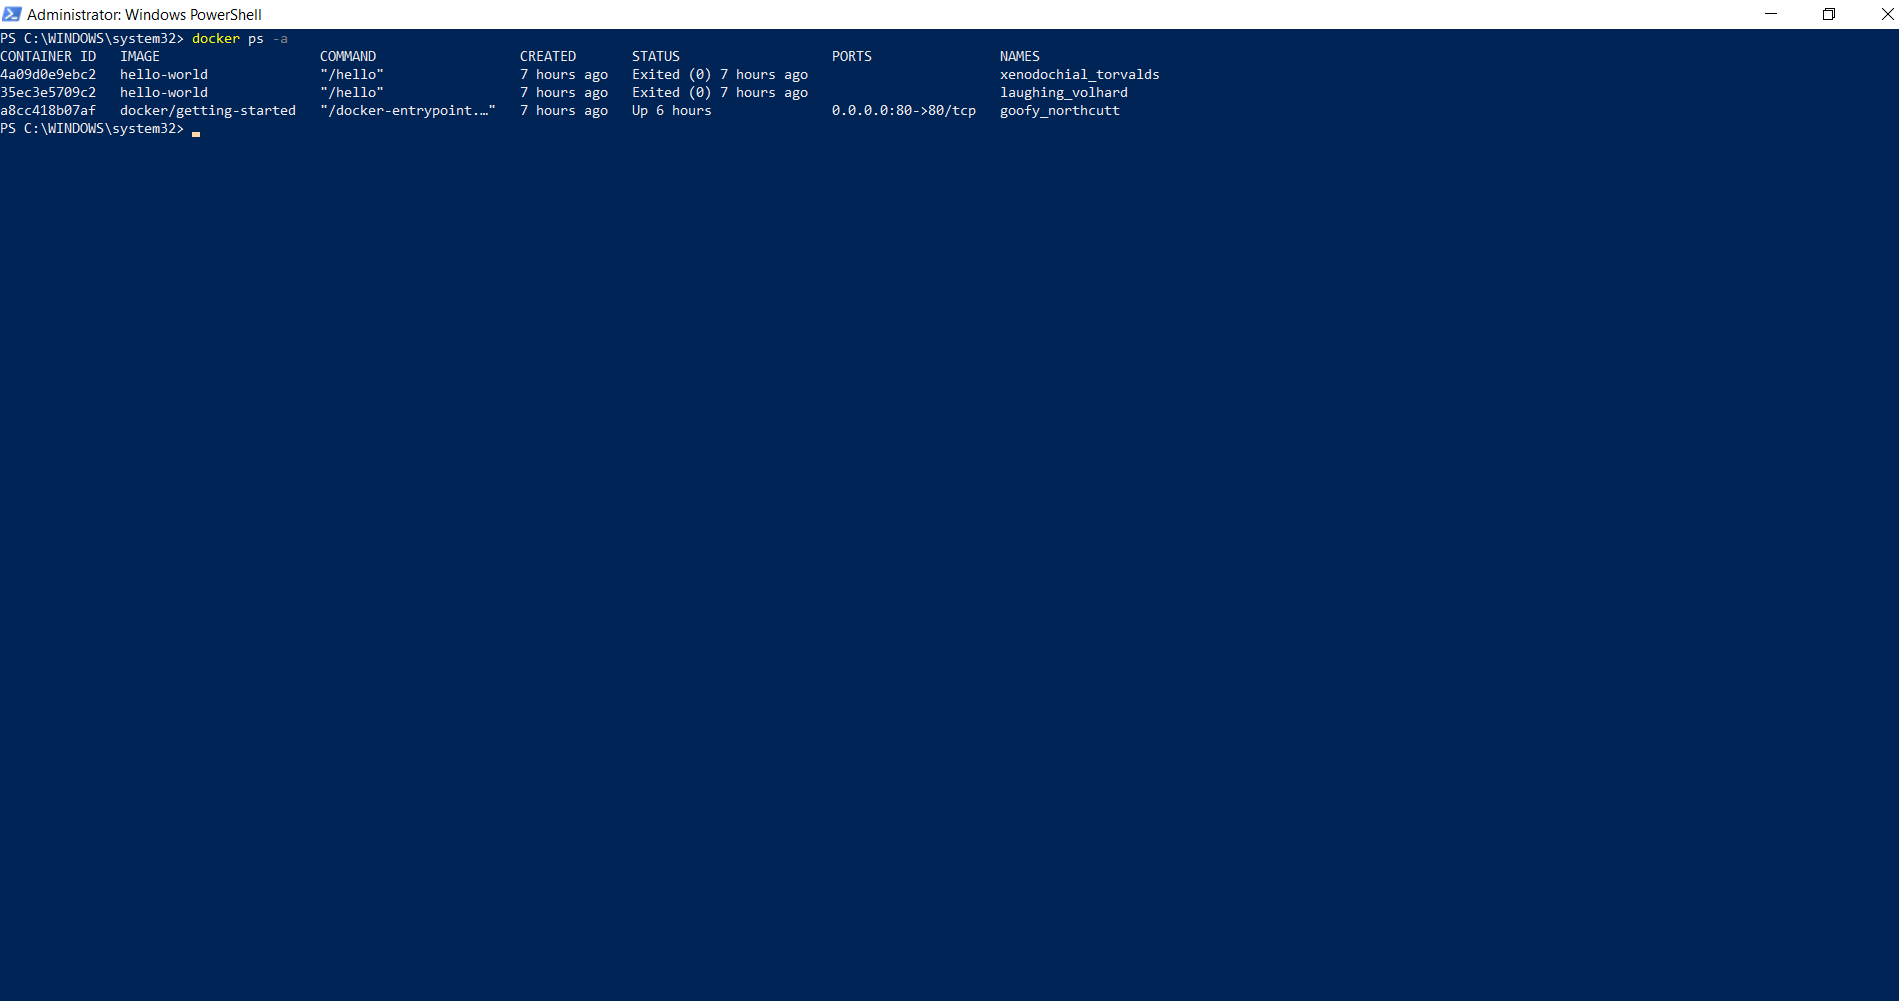 Administrator: Windows PowerShell
PS C:\WINDOWS\system32> docker ps -a
CONTAINER ID   IMAGE                    COMMAND                  CREATED       STATUS                   PORTS                NAMES
4a09d0e9ebc2   hello-world              "/hello"                 7 hours ago   Exited (0) 7 hours ago                        xenodochial_torvalds
35ec3e5709c2   hello-world              "/hello"                 7 hours ago   Exited (0) 7 hours ago                        laughing_volhard
a8cc418b07af   docker/getting-started   "/docker-entrypoint.…"   7 hours ago   Up 6 hours               0.0.0.0:80->80/tcp   goofy_northcutt
PS C:\WINDOWS\system32>